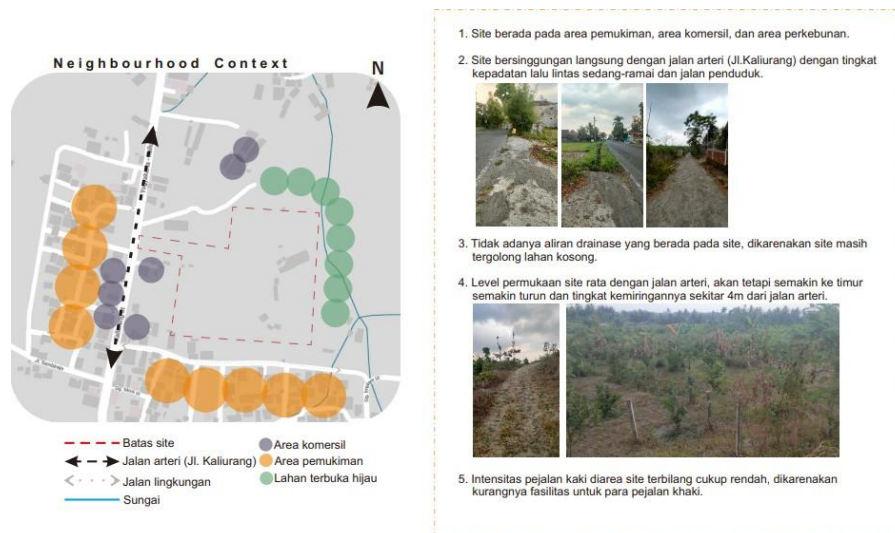 Neighbourhood Context
N
Batas site
Jalan arteri (Jl. Kaliurang)
Jalan lingkungan
Sungai
Area komersil
Area pemukiman
Lahan terbuka hijau
1. Site berada pada area pemukiman, area komersil, dan area perkebunan.
2. Site bersinggungan langsung dengan jalan arteri (Jl.Kaliurang) dengan tingkat
kepadatan lalu lintas sedang-ramai dan jalan penduduk.
3. Tidak adanya aliran drainase yang berada pada site, dikarenakan site masih
tergolong lahan kosong.
4. Level permukaan site rata dengan jalan arteri, akan tetapi semakin ke timur
semakin turun dan tingkat kemiringannya sekitar 4m dari jalan arteri.
5. Intensitas pejalan kaki diarea site terbilang cukup rendah, dikarenakan
kurangnya fasilitas untuk para pejalan khaki.